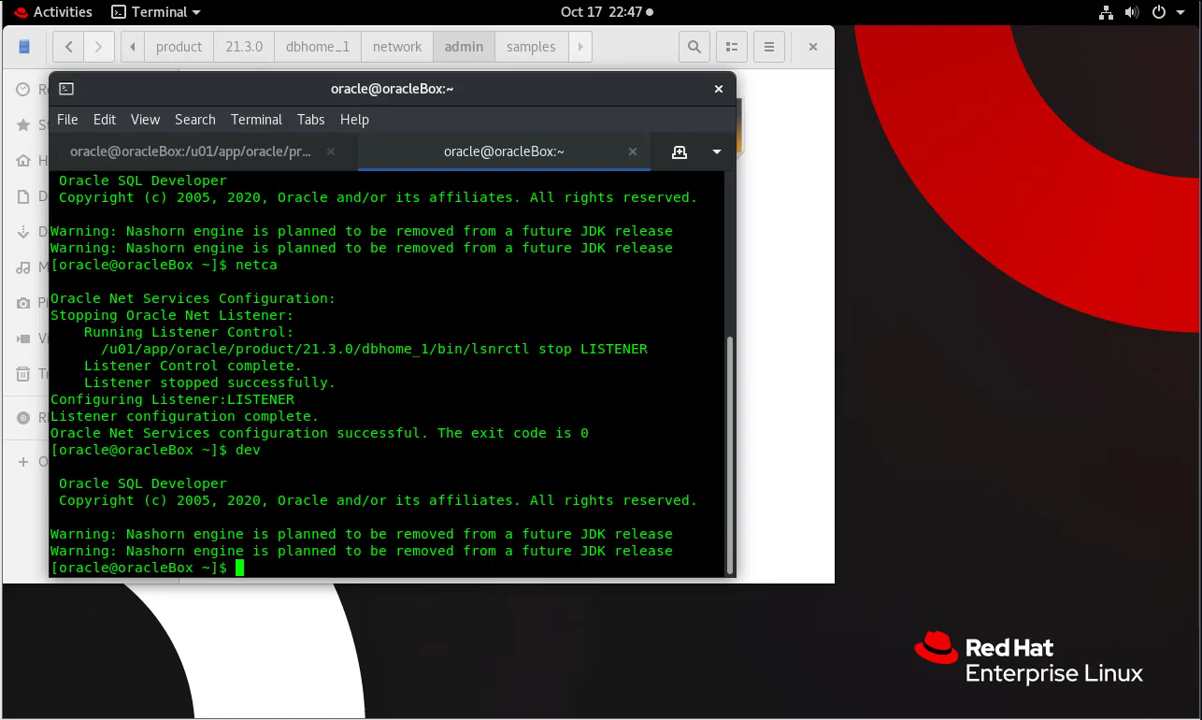 Activities
Terminal
Oct 17 22:47
product
21.3.0
dbhome_1
network
admin
samples
oracle@oracleBox:~
File Edit View Search Terminal Tabs Help
oracle@oracleBox:/u01/app/oracle/pr...
oracle@oracleBox:~
Oracle SQL Developer
Copyright (c) 2005, 2020, Oracle and/or its affiliates. All rights reserved.
Warning: Nashorn engine is planned to be removed from a future JDK release
Warning: Nashorn engine is planned to be removed from a future JDK release
[oracle@oracleBox ~]$ netca
Oracle Net Services Configuration:
Stopping Oracle Net Listener:
Running Listener Control:
/u01/app/oracle/product/21.3.0/dbhome_1/bin/lsnrctl stop LISTENER
Listener Control complete.
Listener stopped successfully.
Configuring Listener:LISTENER
Listener configuration complete.
Oracle Net Services configuration successful. The exit code is 0
[oracle@oracleBox ~]$ dev
Oracle SQL Developer
Copyright (c) 2005, 2020, Oracle and/or its affiliates. All rights reserved.
Warning: Nashorn engine is planned to be removed from a future JDK release
Warning: Nashorn engine is planned to be removed from a future JDK release
[oracle@oracleBox ~]$
Red Hat
Enterprise Linux